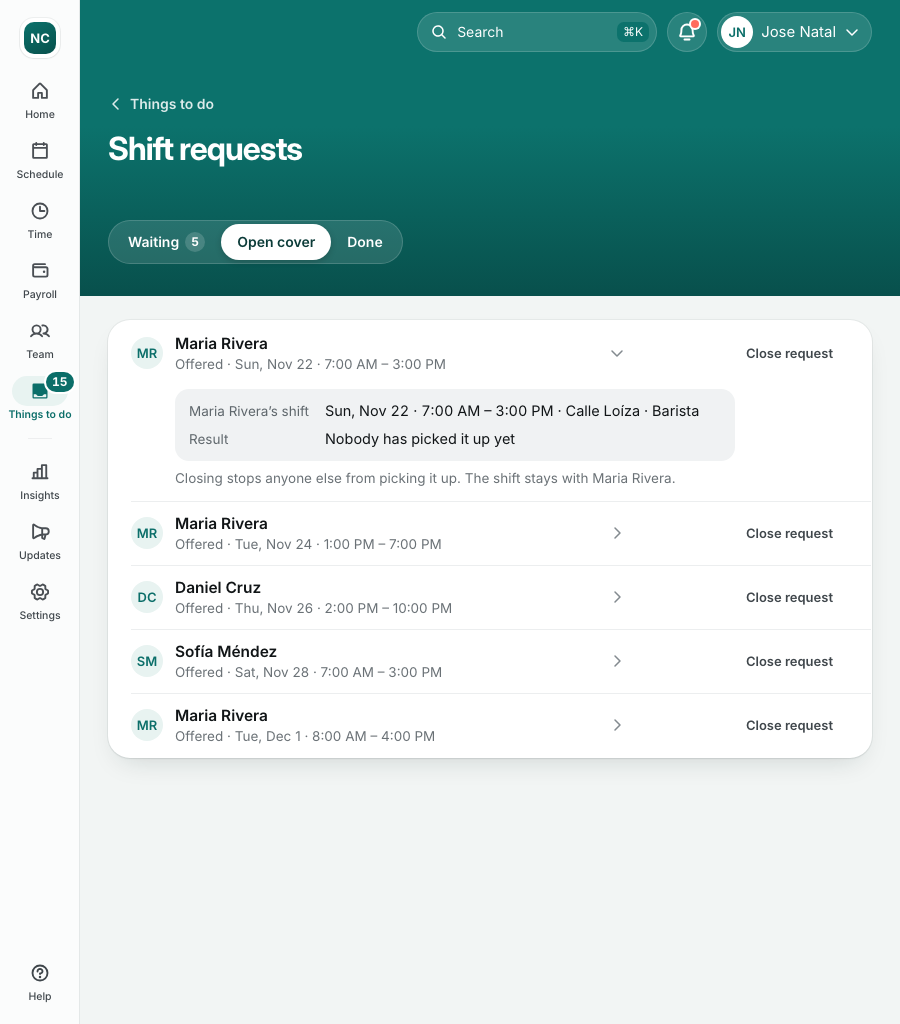 NC
Search ⌘K
JN Jose Natal
Home
Schedule
Time
Payroll
Team
15
Things to do
Insights
Updates
Settings
Help
Things to do
Shift requests
Waiting 5 Open cover Done
MR Maria Rivera
Offered · Sun, Nov 22 · 7:00 AM – 3:00 PM
Close request
Maria Rivera’s shift Sun, Nov 22 · 7:00 AM – 3:00 PM · Calle Loíza · Barista
Result Nobody has picked it up yet
Closing stops anyone else from picking it up. The shift stays with Maria Rivera.
MR Maria Rivera
Offered · Tue, Nov 24 · 1:00 PM – 7:00 PM
Close request
DC Daniel Cruz
Offered · Thu, Nov 26 · 2:00 PM – 10:00 PM
Close request
SM Sofía Méndez
Offered · Sat, Nov 28 · 7:00 AM – 3:00 PM
Close request
MR Maria Rivera
Offered · Tue, Dec 1 · 8:00 AM – 4:00 PM
Close request